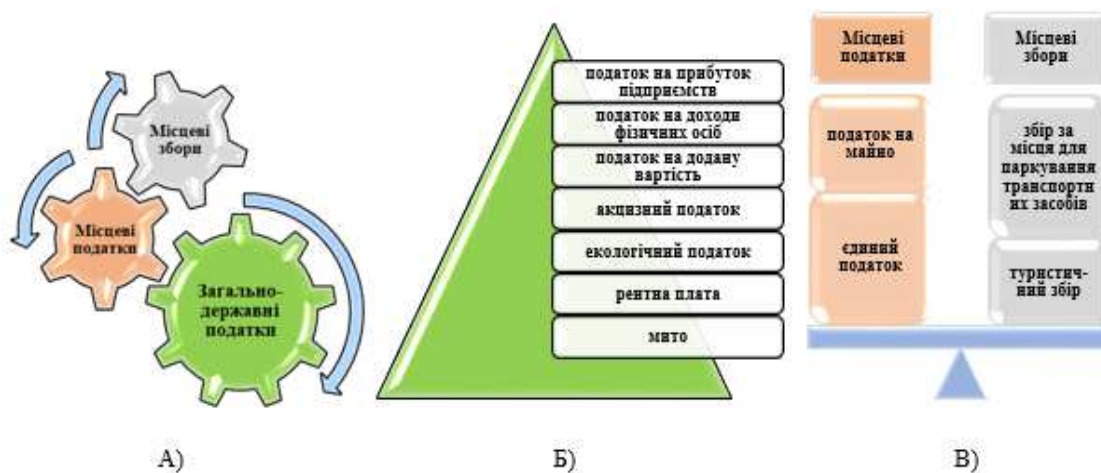 Місцеві
збори
Місцеві
податки
Загально-
державні
податки
А)
податок на прибуток
підприємств
податок на доходи
фізичних осіб
податок на додану
вартість
акцизний податок
екологічний податок
рентна плата
мито
Б)
Місцеві
податки
податок на
майно
єдиний
податок
Місцеві
збори
збір за
місця для
паркування
транспортн
их засобів
туристич-
ний збір
В)